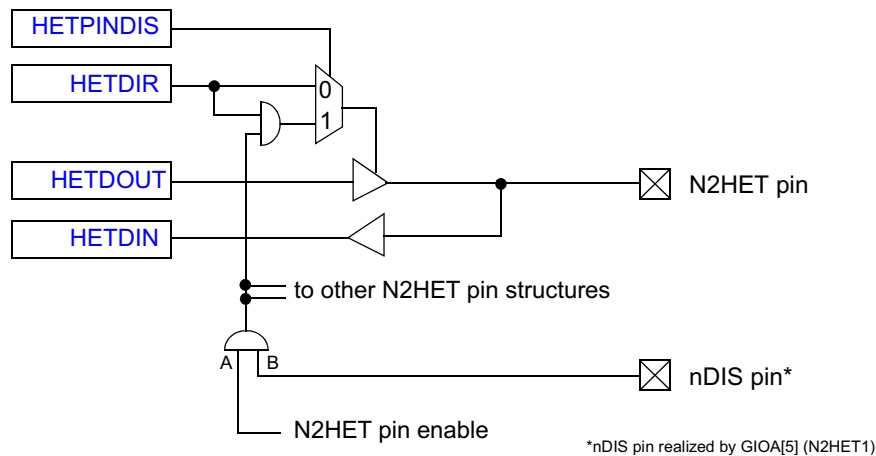 HETPINDIS
HETDIR
0
1
HETDOUT
N2HET pin
HETDIN
to other N2HET pin structures
A B
nDIS pin*
N2HET pin enable
*nDIS pin realized by GIOA[5] (N2HET1)